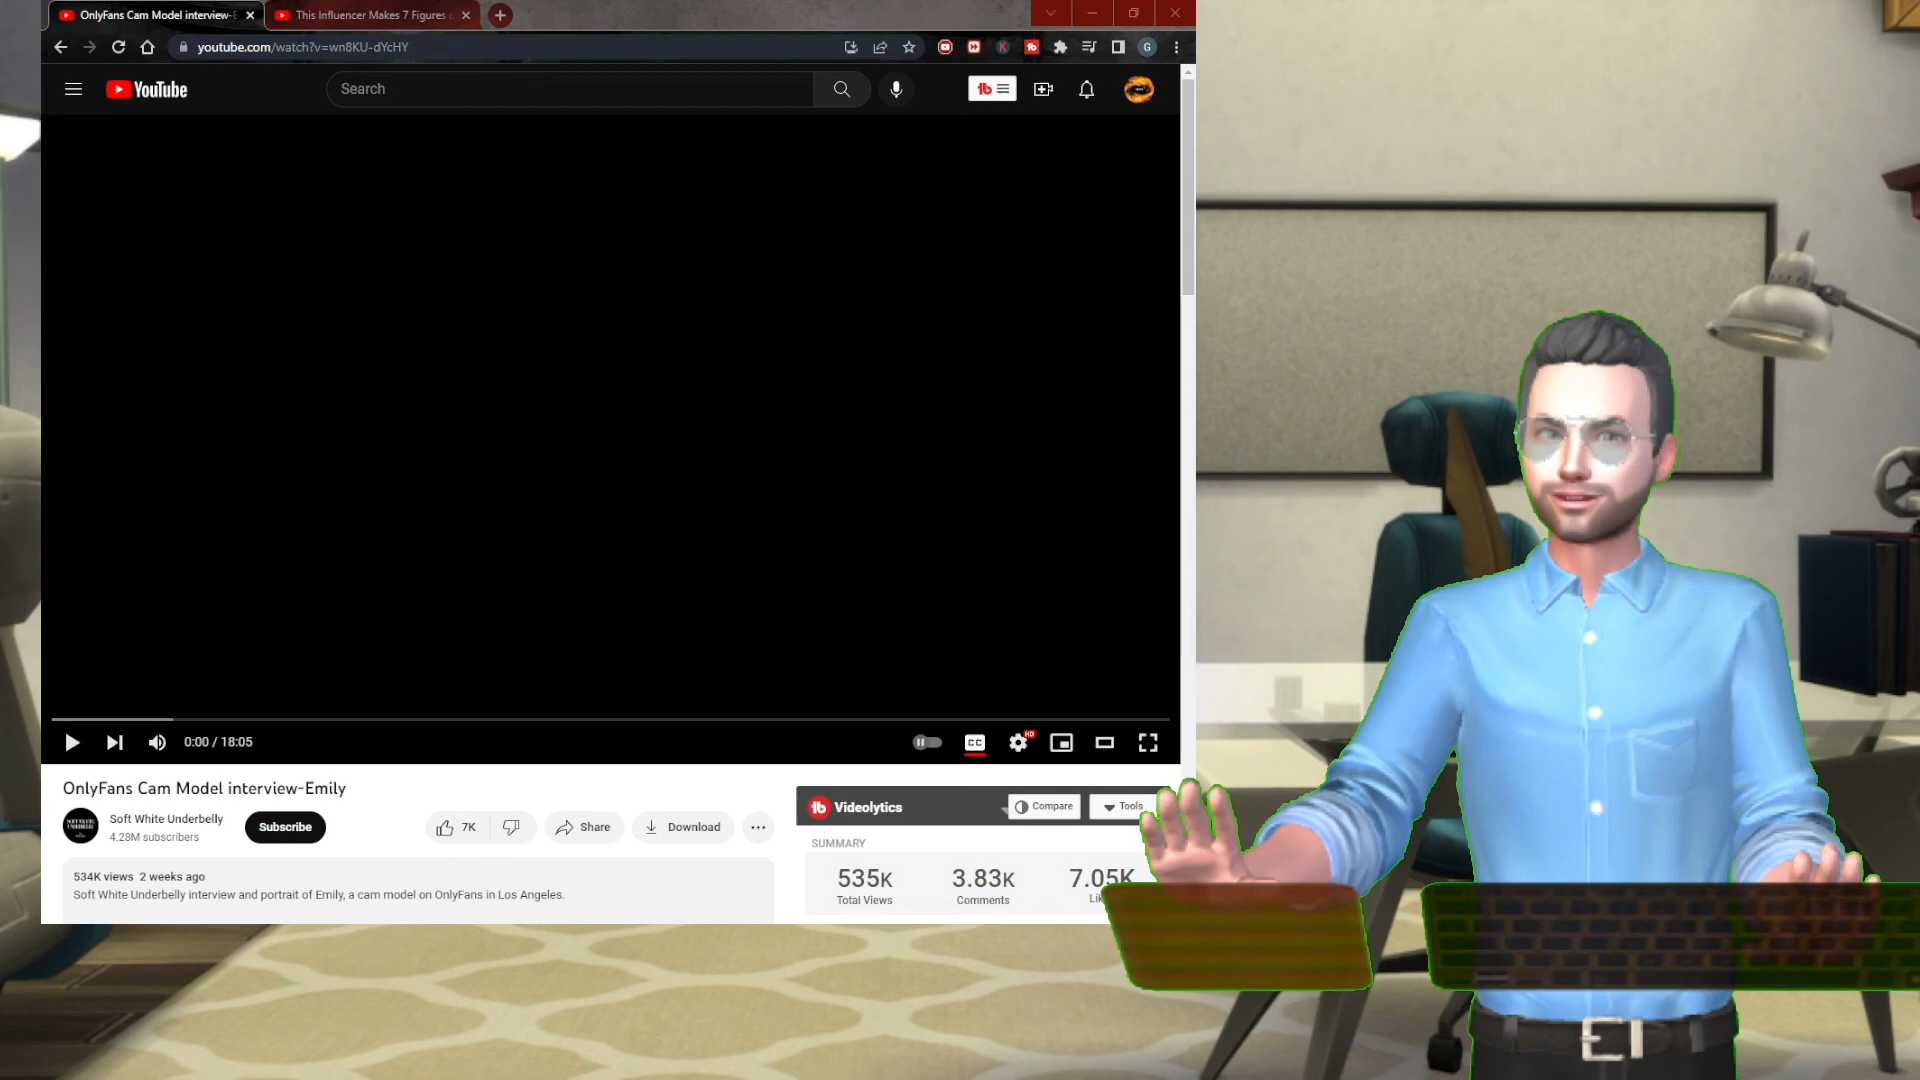 OnlyFans Cam Model interview-E
This Influencer Makes 7 Figures
youtube.com/watch?v=wn8KU-dYcHY
G
YouTube
Search
0:00 / 18:05
CC
HD
OnlyFans Cam Model interview-Emily
Soft White Underbelly
4.28M subscribers
Subscribe
7K
Share
Download
534K views 2 weeks ago
Soft White Underbelly interview and portrait of Emily, a cam model on OnlyFans in Los Angeles.
Videolytics
Compare
Tools
SUMMARY
535K
3.83K
7.05K
Total Views
Comments